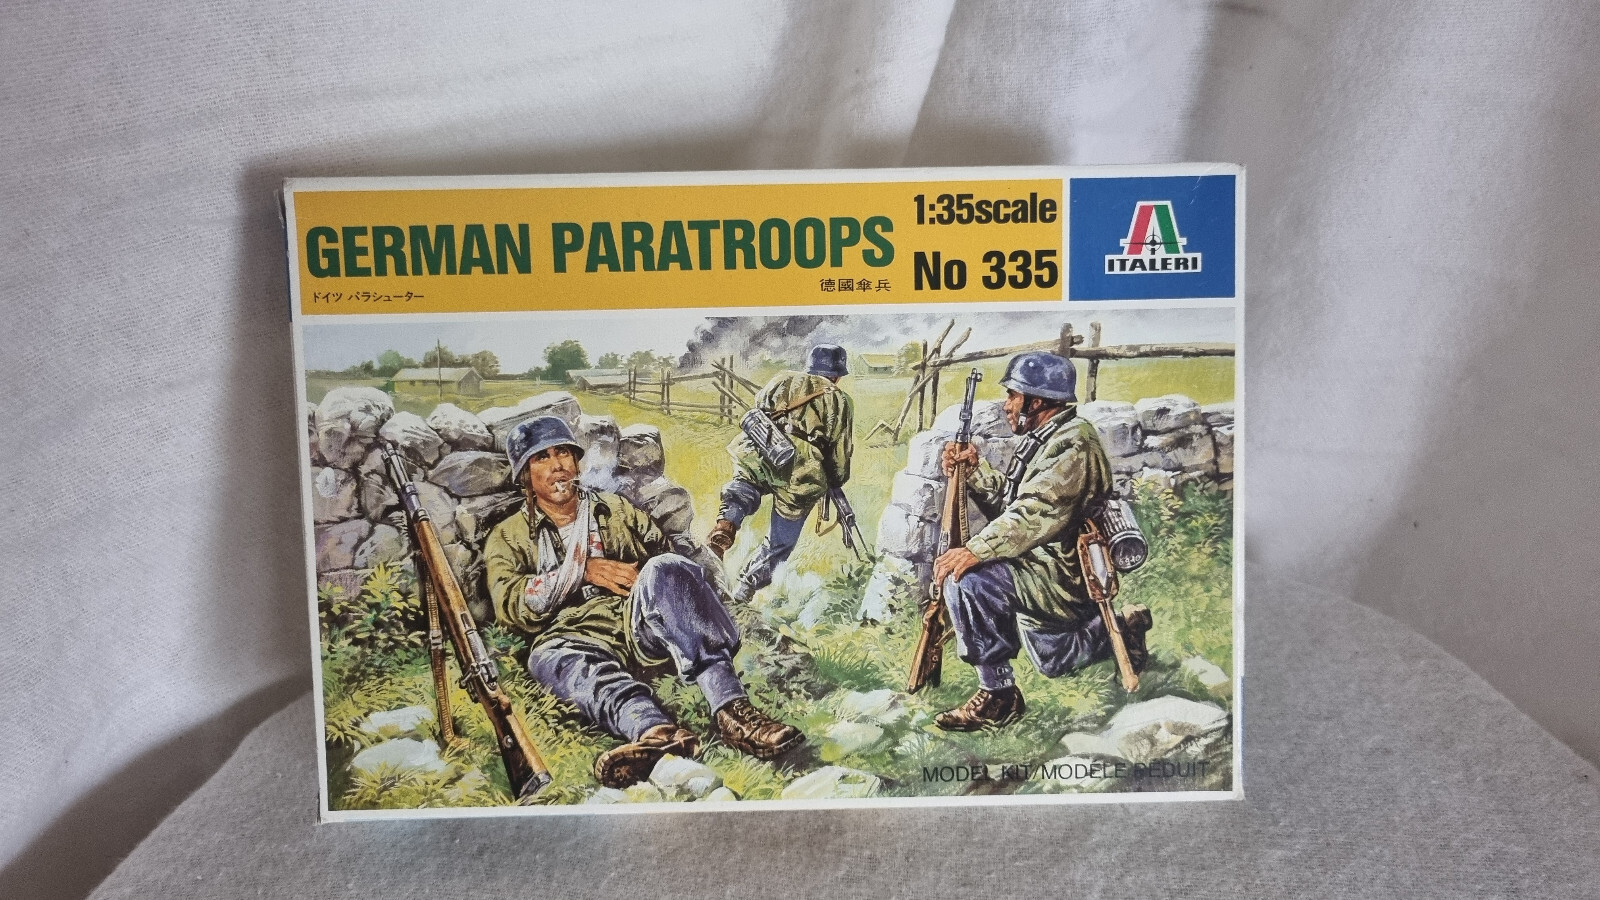 GERMAN PARATROOPS
ドイツ パラシューター
德國傘兵
1:35scale
No 335
ITALERI
MODEL KIT/MODELE REDUIT